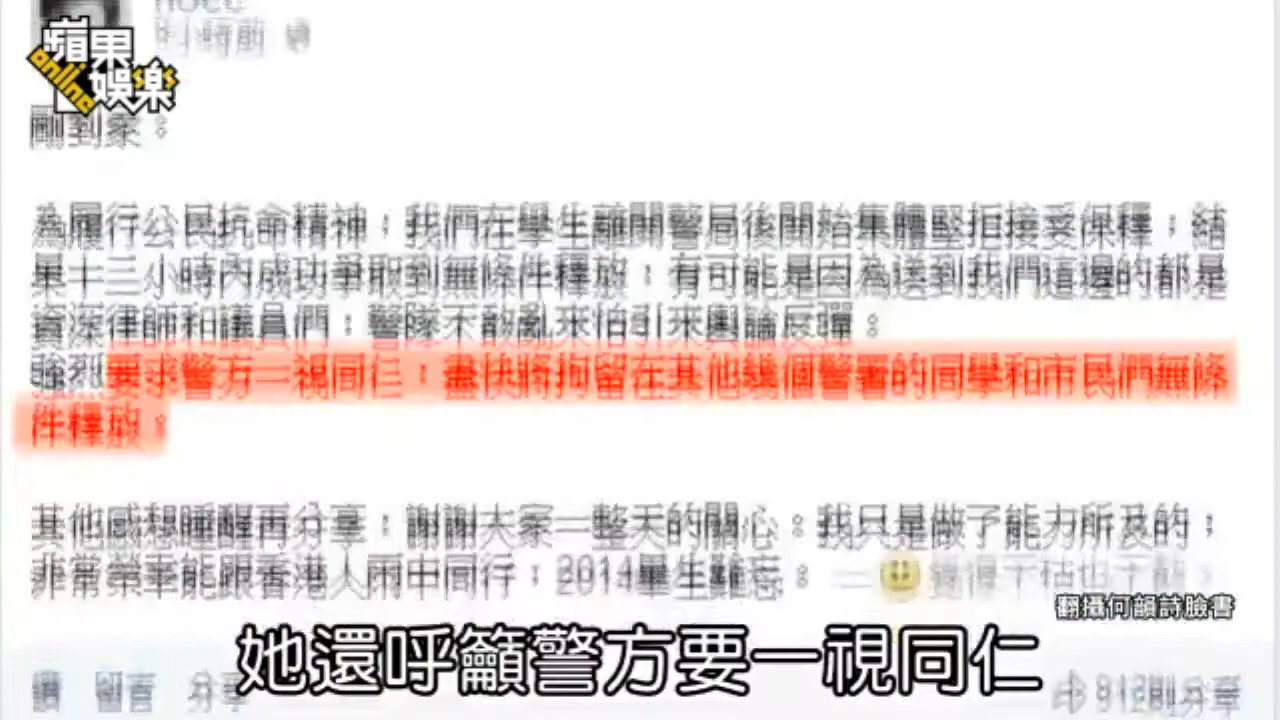 HOCC
蘋果
online
娛樂
剛到家：
為履行公民抗命精神，我們在學生離開警局後開始集體堅拒接受保釋，結
果十三小時內成功爭取到無條件釋放，有可能是因為送到我們這邊的都是
資深律師和議員們，警隊不敢亂來怕引來輿論反彈。
強烈要求警方一視同仁，盡快將拘留在其他幾個警署的同學和市民們無條
件釋放。
其他感想睡醒再分享，謝謝大家一整天的關心。我只是做了能力所及的，
非常榮幸能跟香港人雨中同行，2014畢生難忘。
翻攝何韻詩臉書
她還呼籲警方要一視同仁
讚 留言 分享
則分享